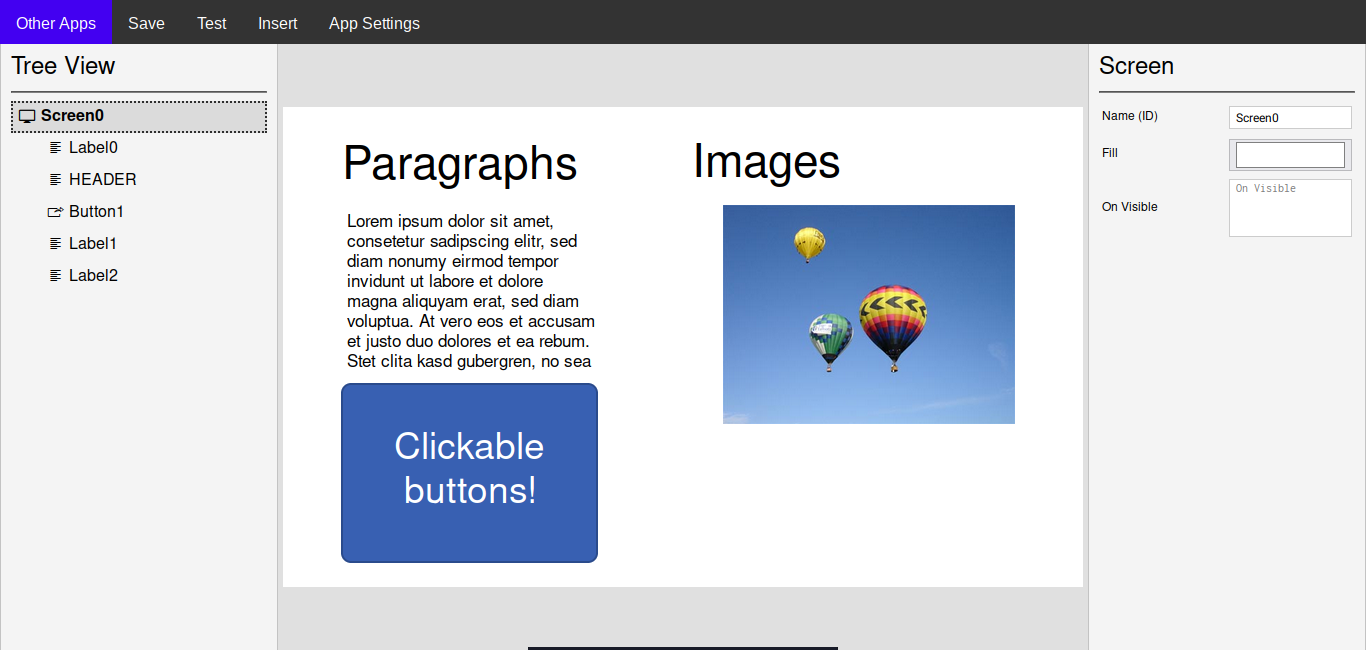 Other Apps
Save
Test
Insert
App Settings
Tree View
Screen0
Label0
HEADER
Button1
Label1
Label2
Paragraphs
Lorem ipsum dolor sit amet,
consetetur sadipscing elitr, sed
diam nonumy eirmod tempor
invidunt ut labore et dolore
magna aliquyam erat, sed diam
voluptua. At vero eos et accusam
et justo duo dolores et ea rebum.
Stet clita kasd gubergren, no sea
Clickable
buttons!
Images
Screen
Name (ID)
Screen0
Fill
On Visible
On Visible